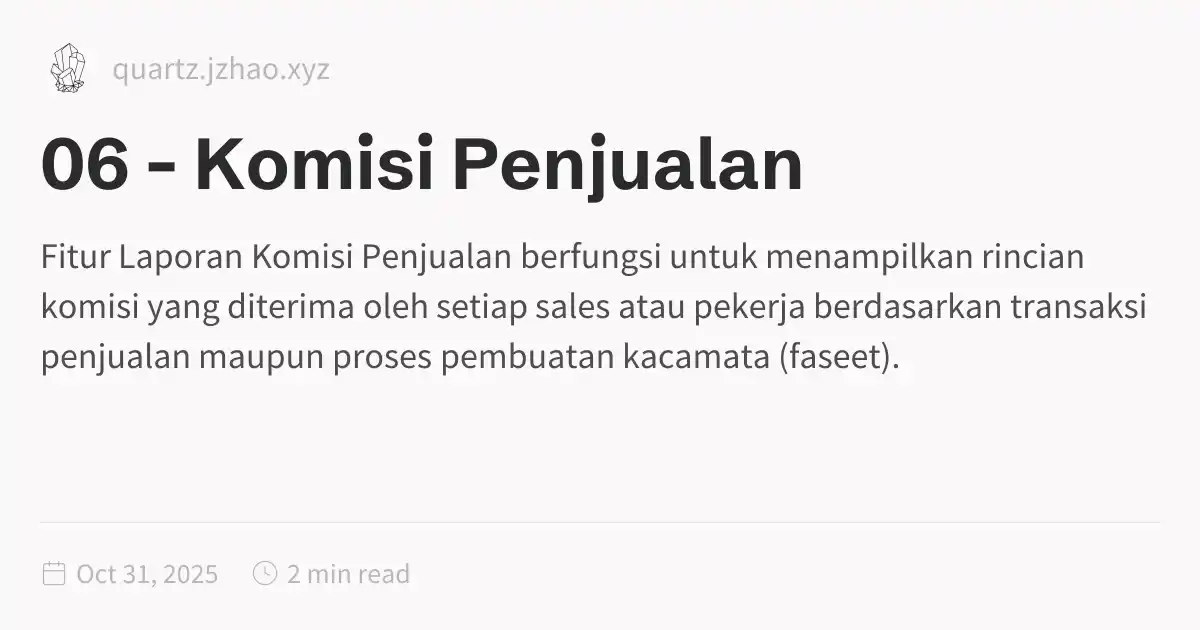 quartz.jzhao.xyz
06 - Komisi Penjualan
Fitur Laporan Komisi Penjualan berfungsi untuk menampilkan rincian
komisi yang diterima oleh setiap sales atau pekerja berdasarkan transaksi
penjualan maupun proses pembuatan kacamata (faseet).
Oct 31, 2025
2 min read